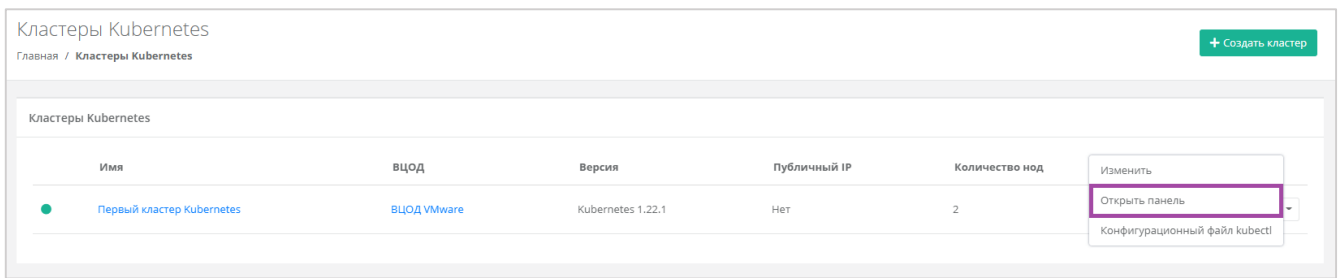 Кластеры Kubernetes
Главная / Кластеры Kubernetes
+ Создать кластер
Кластеры Kubernetes
Имя ВЦОД Версия Публичный IP Количество нод
Первый кластер Kubernetes ВЦОД VMware Kubernetes 1.22.1 Нет 2
Изменить
Открыть панель
Конфигурационный файл kubectl